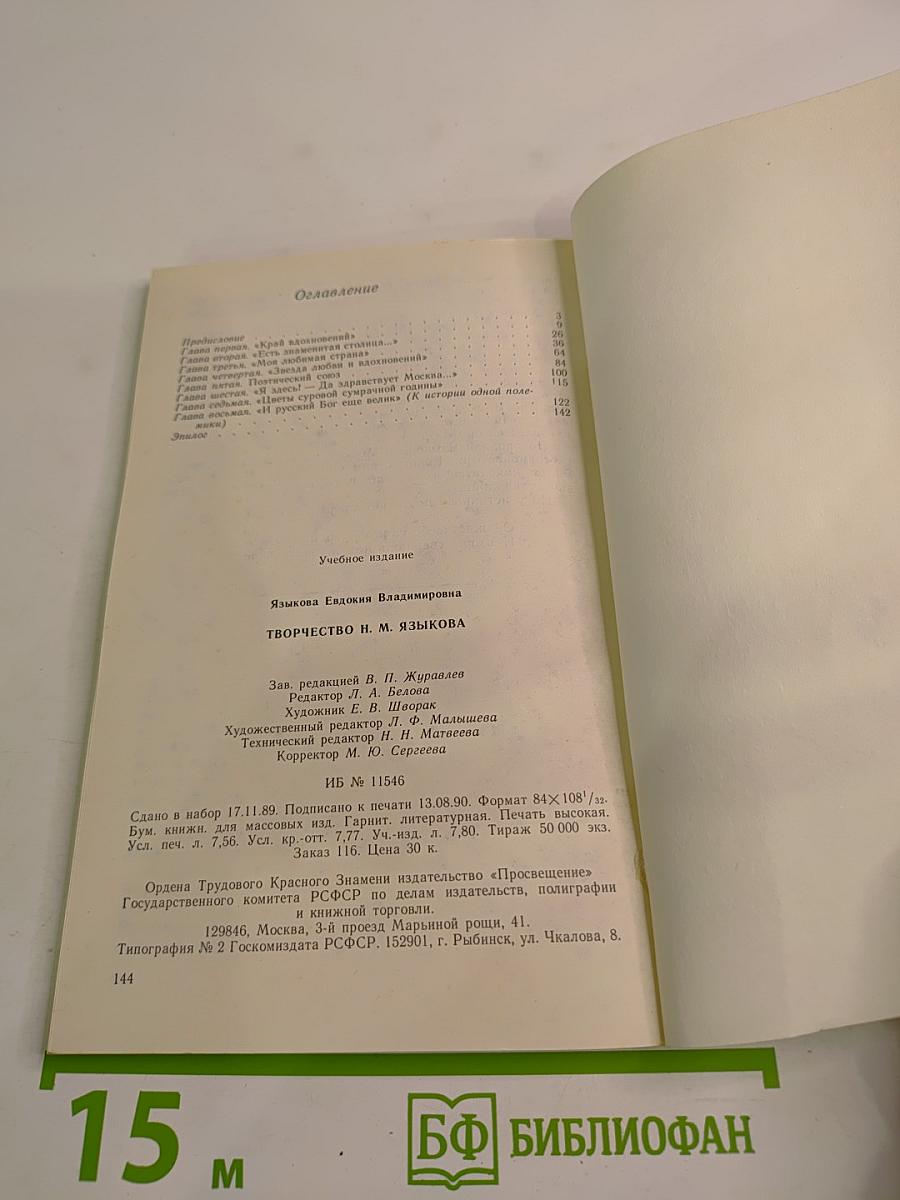 Оглавление
Предисловие 3
Глава первая. «Край вдохновений» 9
Глава вторая. «Есть знаменитая столица...» 26
Глава третья. «Моя любимая страна» 36
Глава четвертая. «Звезда любви и вдохновений» 64
Глава пятая. Поэтический союз 84
Глава шестая. «Я здесь! — Да здравствует Москва...» 100
Глава седьмая. «Цветы суровой сумрачной годины» 115
Глава восьмая. «И русский Бог еще велик» (К истории одной поле-
мики) 122
Эпилог 142
Учебное издание
Языкова Евдокия Владимировна
ТВОРЧЕСТВО Н. М. ЯЗЫКОВА
Зав. редакцией В. П. Журавлев
Редактор Л. А. Белова
Художник Е. В. Шворак
Художественный редактор Л. Ф. Малышева
Технический редактор Н. Н. Матвеева
Корректор М. Ю. Сергеева
ИБ № 11546
Сдано в набор 17.11.89. Подписано к печати 13.08.90. Формат 84×108¹/₃₂.
Бум. книжн. для массовых изд. Гарнит. литературная. Печать высокая.
Усл. печ. л. 7,56. Усл. кр.-отт. 7,77. Уч.-изд. л. 7,80. Тираж 50 000 экз.
Заказ 116. Цена 30 к.
Ордена Трудового Красного Знамени издательство «Просвещение»
Государственного комитета РСФСР по делам издательств, полиграфии
и книжной торговли.
129846, Москва, 3-й проезд Марьиной рощи, 41.
Типография № 2 Госкомиздата РСФСР. 152901, г. Рыбинск, ул. Чкалова, 8.
144
15 м
БФ БИБЛИОФАН